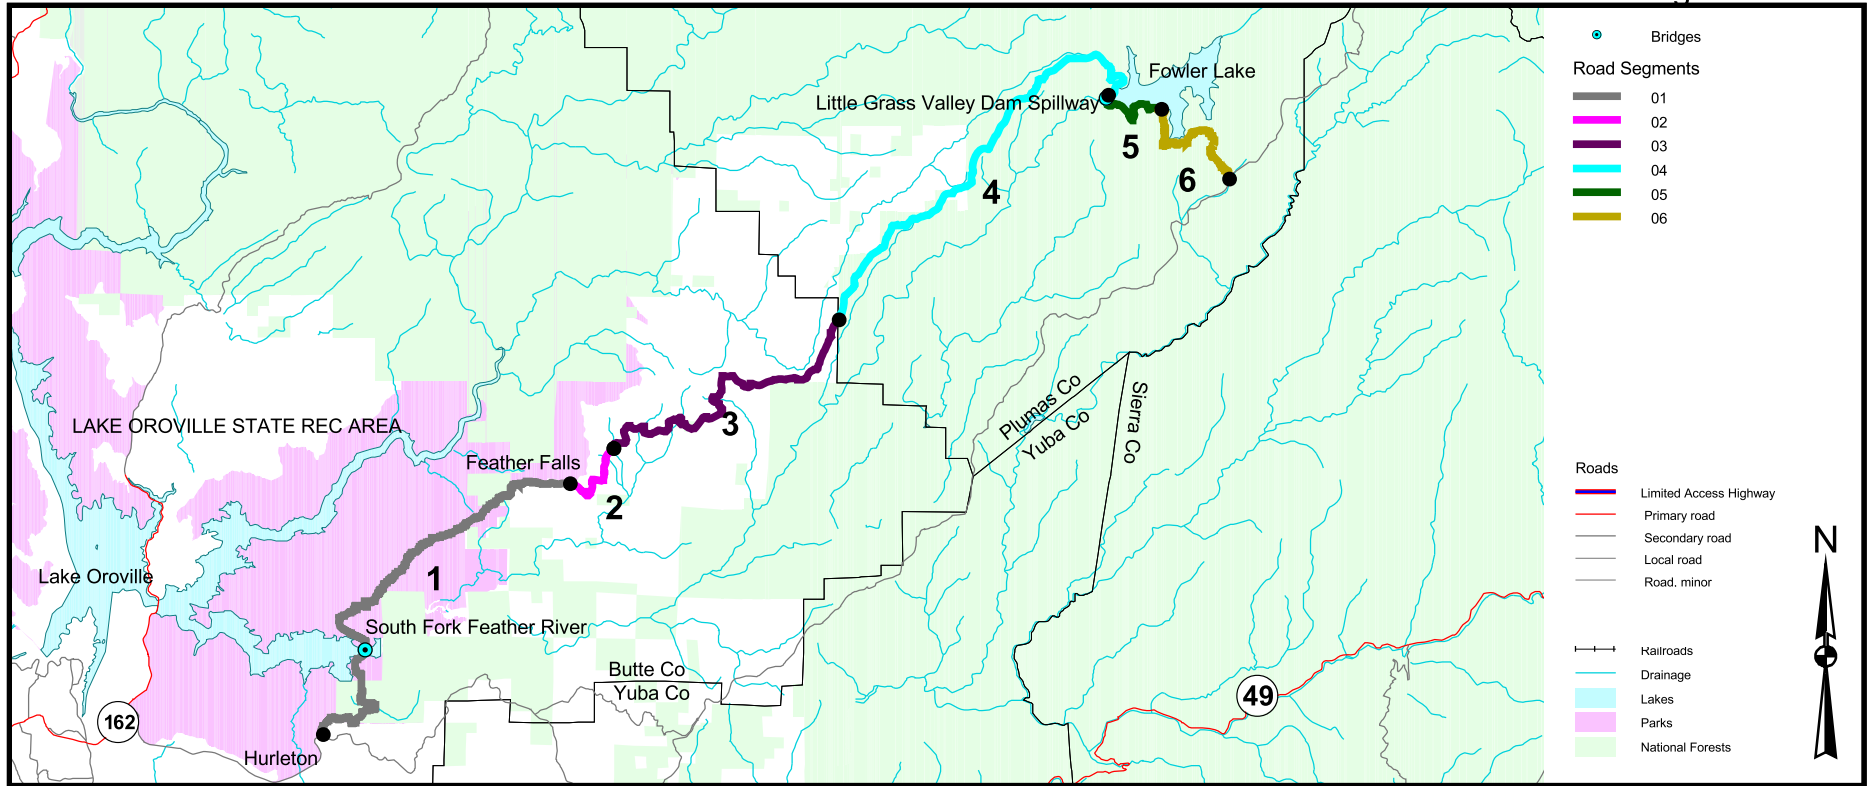 Fowler Lake
Little Grass Valley Dam Spillway
5
6
4
3
Plumas Co
Yuba Co
Sierra Co
LAKE OROVILLE STATE REC AREA
Feather Falls
2
Lake Oroville
1
South Fork Feather River
Butte Co
Yuba Co
49
162
Hurleton
Bridges
Road Segments
01
02
03
04
05
06
Roads
Limited Access Highway
Primary road
Secondary road
Local road
Road, minor
Railroads
Drainage
Lakes
Parks
National Forests
N